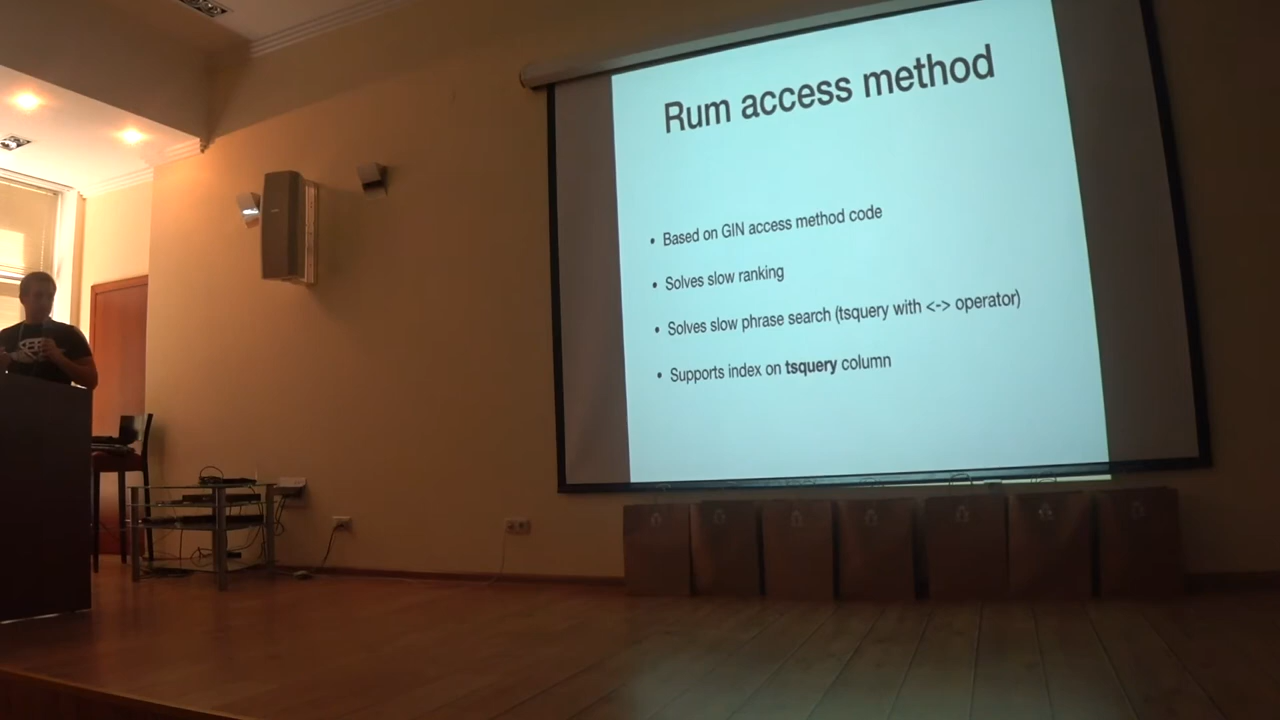 Rum access method
• Based on GIN access method code
• Solves slow ranking
• Solves slow phrase search (tsquery with <-> operator)
• Supports index on tsquery column